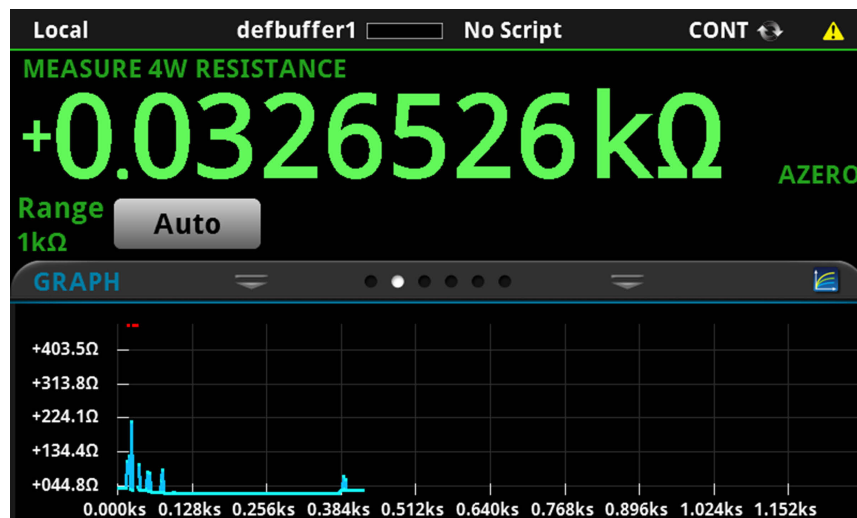 Local defbuffer1 No Script CONT
MEASURE 4W RESISTANCE
+0.0326526 kΩ
AZERO
Range Auto
1kΩ
GRAPH
+403.5Ω
+313.8Ω
+224.1Ω
+134.4Ω
+044.8Ω
0.000ks 0.128ks 0.256ks 0.384ks 0.512ks 0.640ks 0.768ks 0.896ks 1.024ks 1.152ks